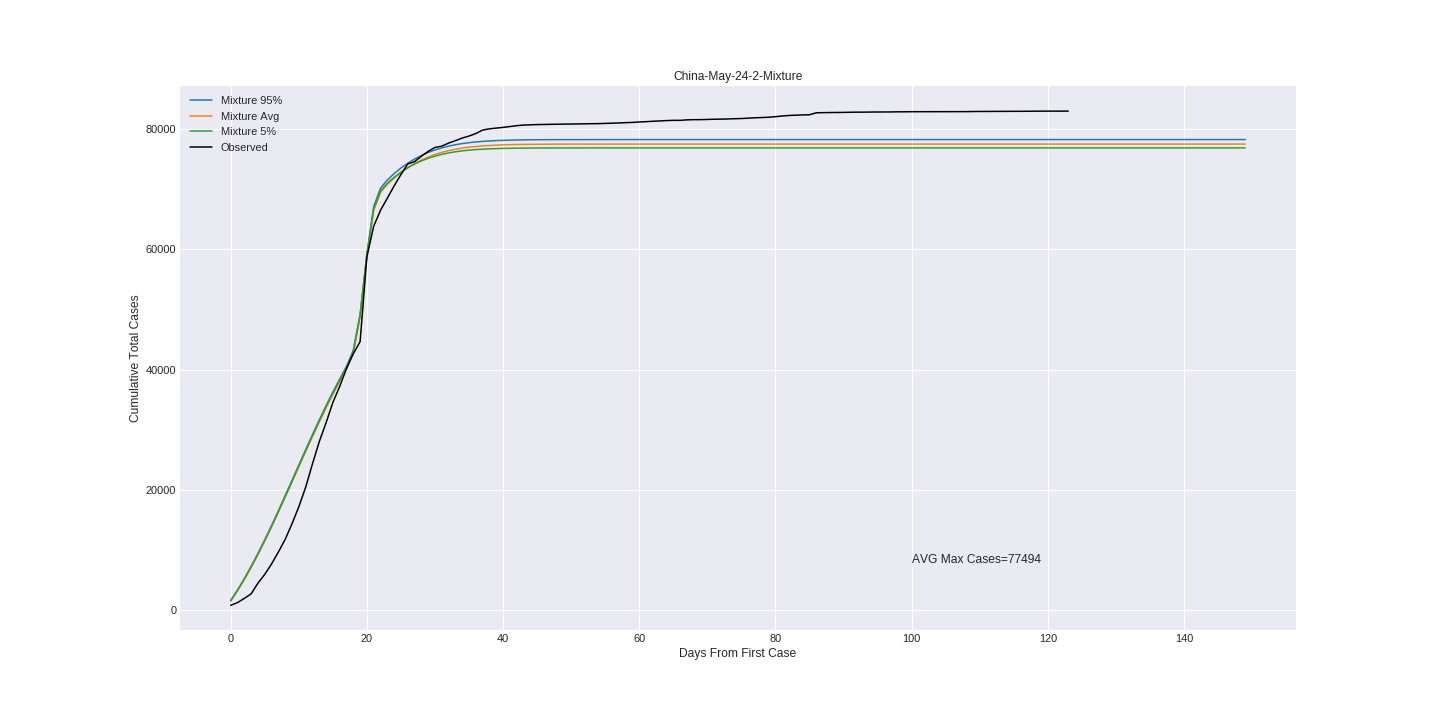 China-May-24-2-Mixture
Mixture 95%
Mixture Avg
Mixture 5%
Observed
80000
60000
40000
20000
0
Cumulative Total Cases
AVG Max Cases=77494
0 20 40 60 80 100 120 140
Days From First Case